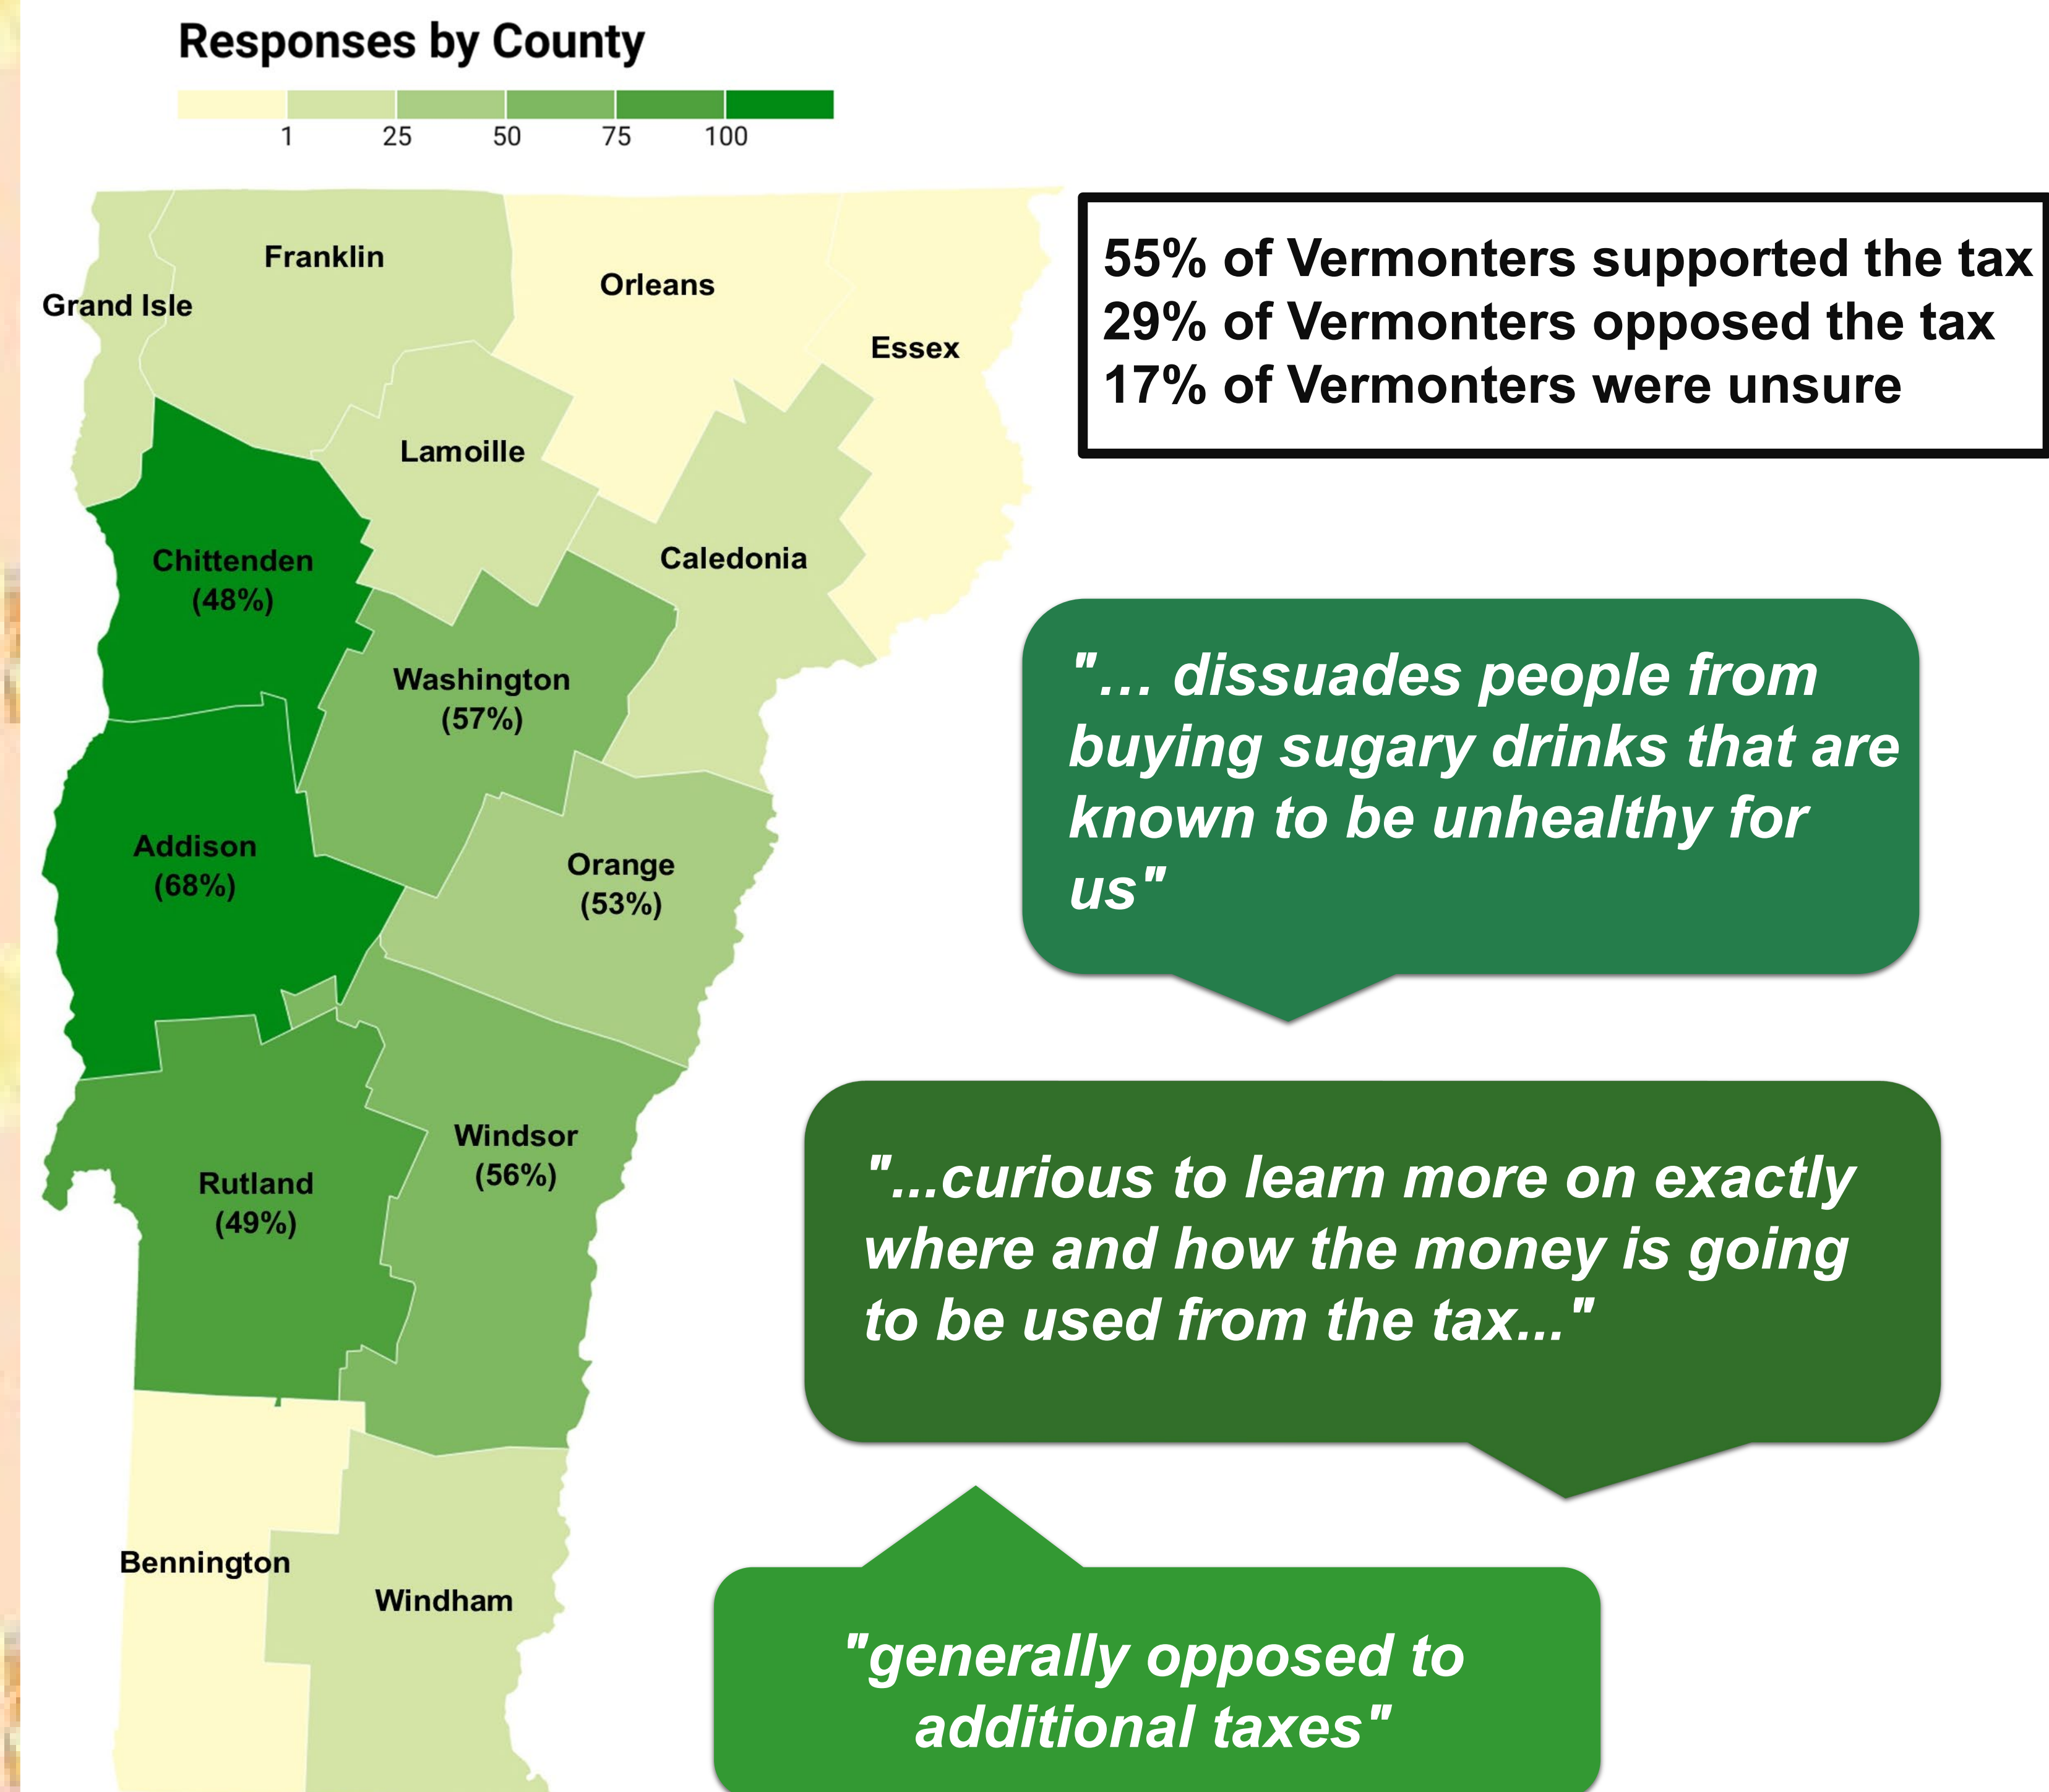 Responses by County
1 25 50 75 100
Franklin
Grand Isle
Orleans
Essex
Lamoille
Chittenden
(48%)
Caledonia
Washington
(57%)
Addison
(68%)
Orange
(53%)
Windsor
(56%)
Rutland
(49%)
Bennington
Windham
55% of Vermonters supported the tax
29% of Vermonters opposed the tax
17% of Vermonters were unsure
"... dissuades people from
buying sugary drinks that are
known to be unhealthy for
us"
"...curious to learn more on exactly
where and how the money is going
to be used from the tax..."
"generally opposed to
additional taxes"